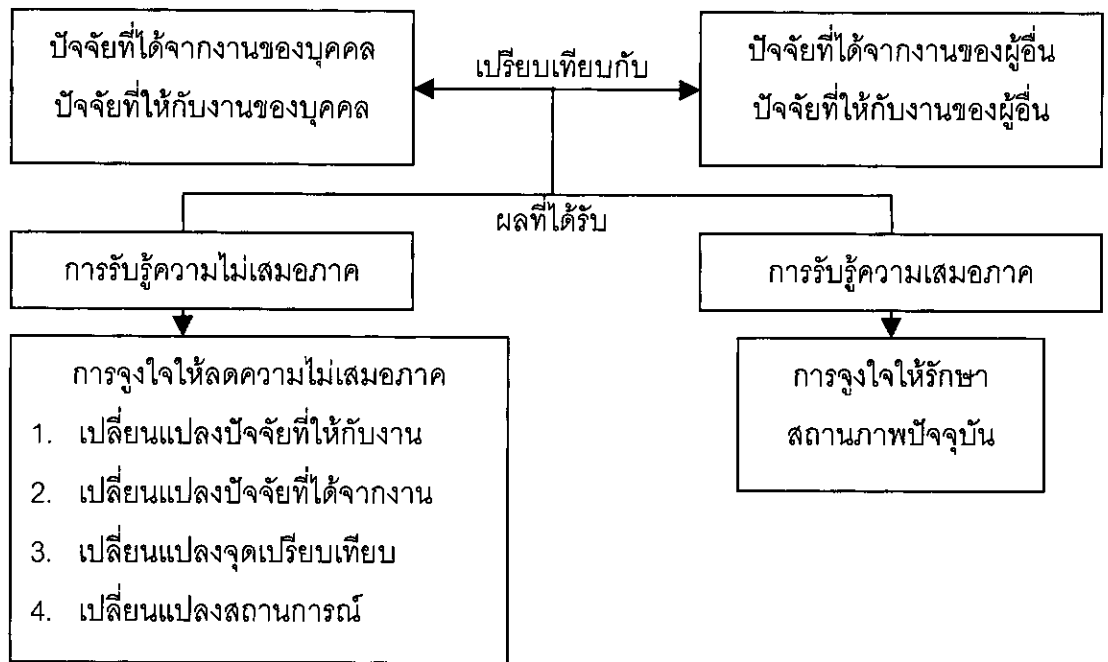 ปัจจัยที่ได้จากงานของบุคคล
ปัจจัยที่ให้กับงานของบุคคล
เปรียบเทียบกับ
ปัจจัยที่ได้จากงานของผู้อื่น
ปัจจัยที่ให้กับงานของผู้อื่น
ผลที่ได้รับ
การรับรู้ความไม่เสมอภาค
การรับรู้ความเสมอภาค
การจูงใจให้ลดความไม่เสมอภาค
1. เปลี่ยนแปลงปัจจัยที่ให้กับงาน
2. เปลี่ยนแปลงปัจจัยที่ได้จากงาน
3. เปลี่ยนแปลงจุดเปรียบเทียบ
4. เปลี่ยนแปลงสถานการณ์
การจูงใจให้รักษา
สถานภาพปัจจุบัน